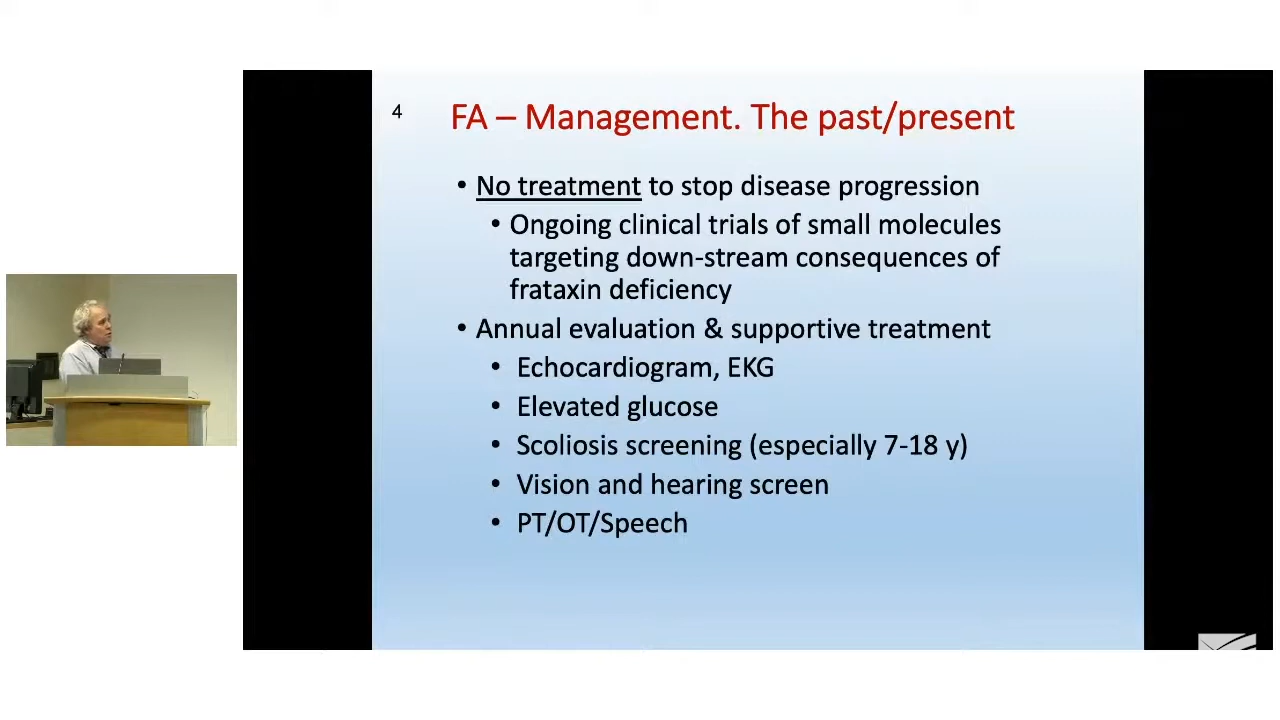 4
FA – Management. The past/present
• No treatment to stop disease progression
• Ongoing clinical trials of small molecules
targeting down-stream consequences of
frataxin deficiency
• Annual evaluation & supportive treatment
• Echocardiogram, EKG
• Elevated glucose
• Scoliosis screening (especially 7-18 y)
• Vision and hearing screen
• PT/OT/Speech